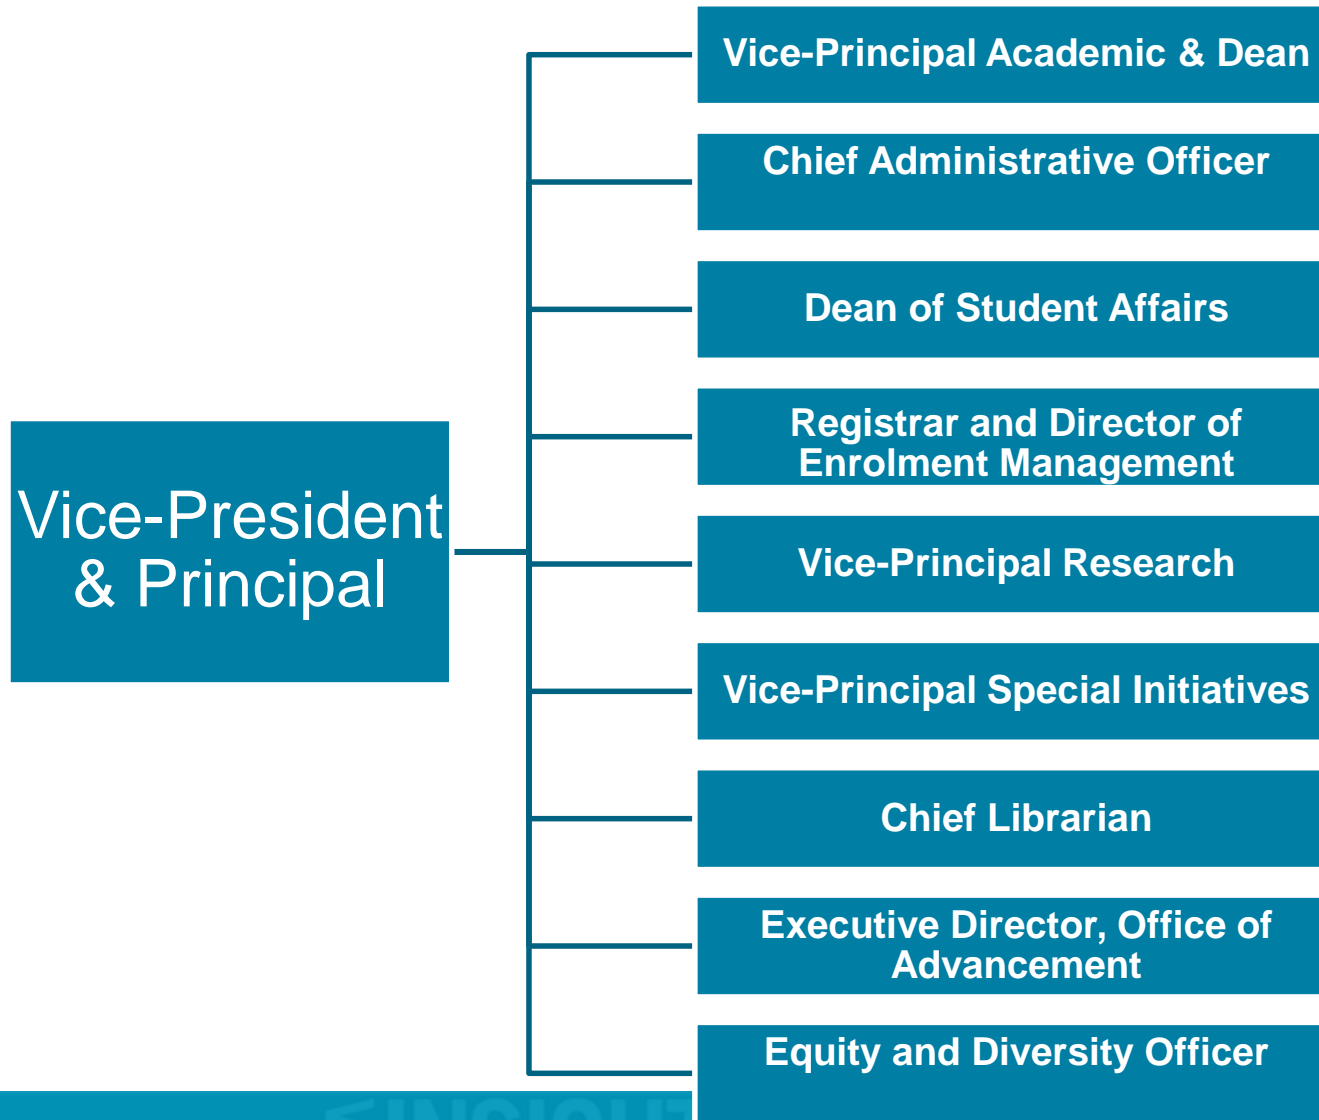 Vice-Principal Academic & Dean
Chief Administrative Officer
Dean of Student Affairs
Registrar and Director of
Enrolment Management
Vice-President
& Principal
Vice-Principal Research
Vice-Principal Special Initiatives
Chief Librarian
Executive Director, Office of
Advancement
Equity and Diversity Officer